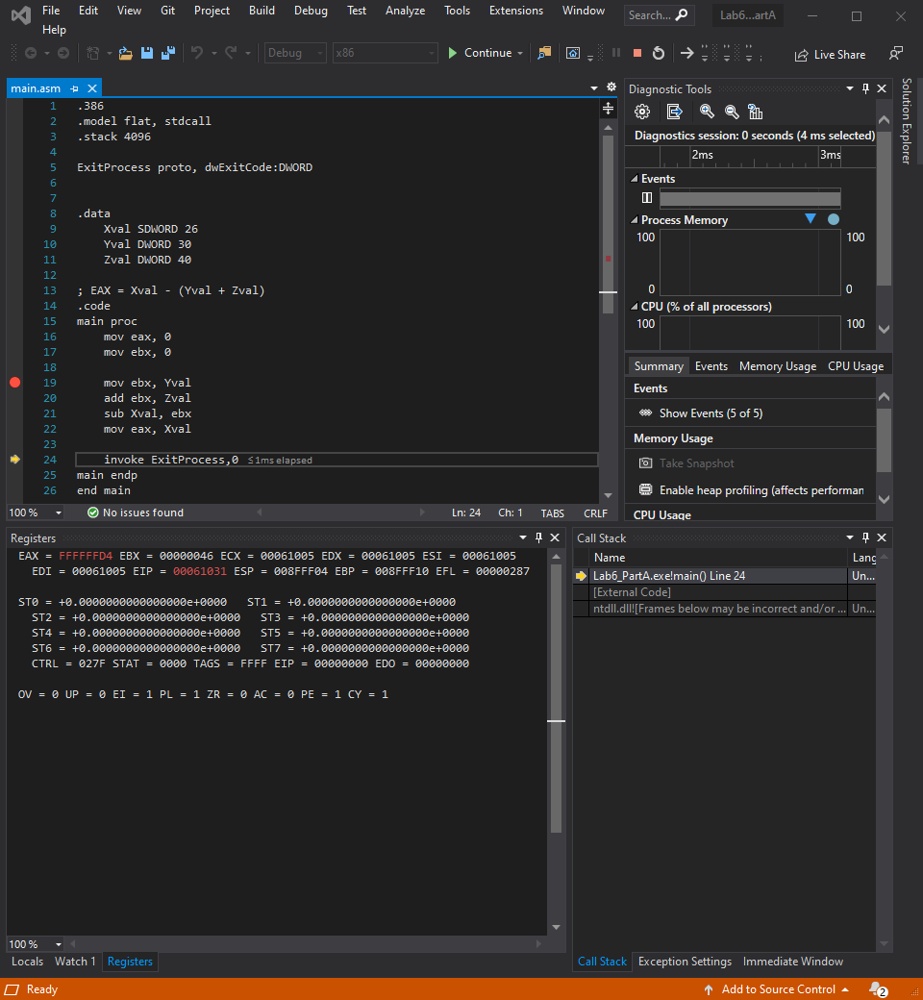 File Edit View Git Project Build Debug Test Analyze Tools Extensions Window Search... Lab6...artA
Help
Debug x86 Continue Live Share
main.asm
1 .386
2 .model flat, stdcall
3 .stack 4096
4
5 ExitProcess proto, dwExitCode:DWORD
6
7
8 .data
9 Xval SDWORD 26
10 Yval DWORD 30
11 Zval DWORD 40
12
13 ; EAX = Xval - (Yval + Zval)
14 .code
15 main proc
16 mov eax, 0
17 mov ebx, 0
18
19 mov ebx, Yval
20 add ebx, Zval
21 sub Xval, ebx
22 mov eax, Xval
23
24 invoke ExitProcess,0 ≤1ms elapsed
25 main endp
26 end main
100 % No issues found Ln: 24 Ch: 1 TABS CRLF
Diagnostic Tools
Diagnostics session: 0 seconds (4 ms selected)
2ms 3ms
Events
Process Memory
100 100
0 0
CPU (% of all processors)
100 100
Summary Events Memory Usage CPU Usage
Events
Show Events (5 of 5)
Memory Usage
Take Snapshot
Enable heap profiling (affects performan
CPU Usage
Solution Explorer
Registers
EAX = FFFFFFD4 EBX = 00000046 ECX = 00061005 EDX = 00061005 ESI = 00061005
EDI = 00061005 EIP = 00061031 ESP = 008FFF04 EBP = 008FFF10 EFL = 00000287
ST0 = +0.0000000000000000e+0000 ST1 = +0.0000000000000000e+0000
ST2 = +0.0000000000000000e+0000 ST3 = +0.0000000000000000e+0000
ST4 = +0.0000000000000000e+0000 ST5 = +0.0000000000000000e+0000
ST6 = +0.0000000000000000e+0000 ST7 = +0.0000000000000000e+0000
CTRL = 027F STAT = 0000 TAGS = FFFF EIP = 00000000 EDO = 00000000
OV = 0 UP = 0 EI = 1 PL = 1 ZR = 0 AC = 0 PE = 1 CY = 1
100 %
Locals Watch 1 Registers
Call Stack
Name Lang
Lab6_PartA.exe!main() Line 24 Un...
[External Code]
ntdll.dll![Frames below may be incorrect and/or ... Un...
Call Stack Exception Settings Immediate Window
Ready Add to Source Control 2